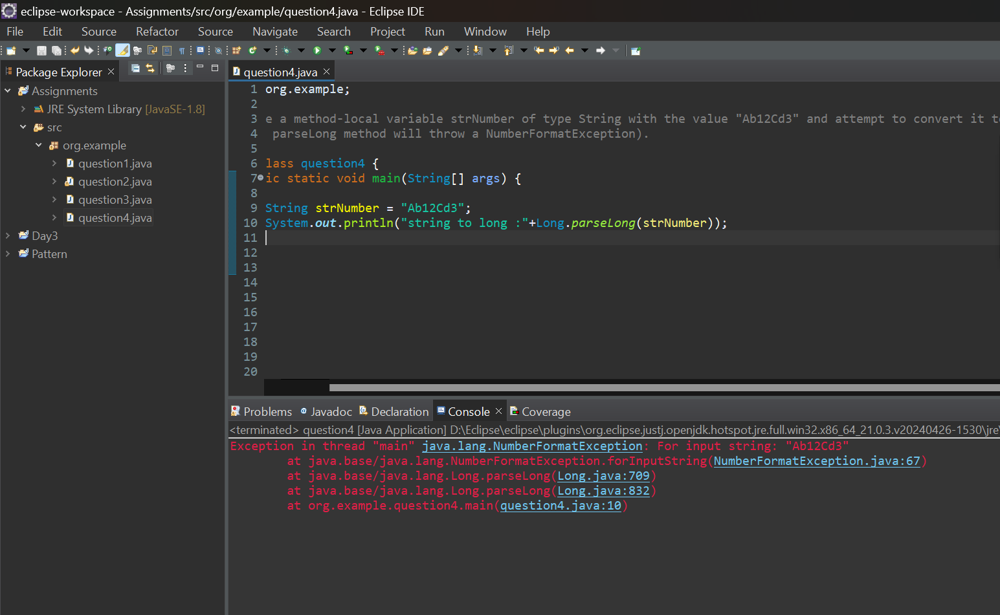 eclipse-workspace - Assignments/src/org/example/question4.java - Eclipse IDE
File Edit Source Refactor Source Navigate Search Project Run Window Help
Package Explorer
Assignments
JRE System Library [JavaSE-1.8]
src
org.example
question1.java
question2.java
question3.java
question4.java
Day3
Pattern
question4.java
1 org.example;
2
3 e a method-local variable strNumber of type String with the value "Ab12Cd3" and attempt to convert it t
4 parseLong method will throw a NumberFormatException).
5
6 lass question4 {
7 ic static void main(String[] args) {
8
9 String strNumber = "Ab12Cd3";
10 System.out.println("string to long :"+Long.parseLong(strNumber));
11
12
13
14
15
16
17
18
19
20
Problems Javadoc Declaration Console Coverage
<terminated> question4 [Java Application] D:\Eclipse\eclipse\plugins\org.eclipse.justj.openjdk.hotspot.jre.full.win32.x86_64_21.0.3.v20240426-1530\jre\
Exception in thread "main" java.lang.NumberFormatException: For input string: "Ab12Cd3"
at java.base/java.lang.NumberFormatException.forInputString(NumberFormatException.java:67)
at java.base/java.lang.Long.parseLong(Long.java:709)
at java.base/java.lang.Long.parseLong(Long.java:832)
at org.example.question4.main(question4.java:10)